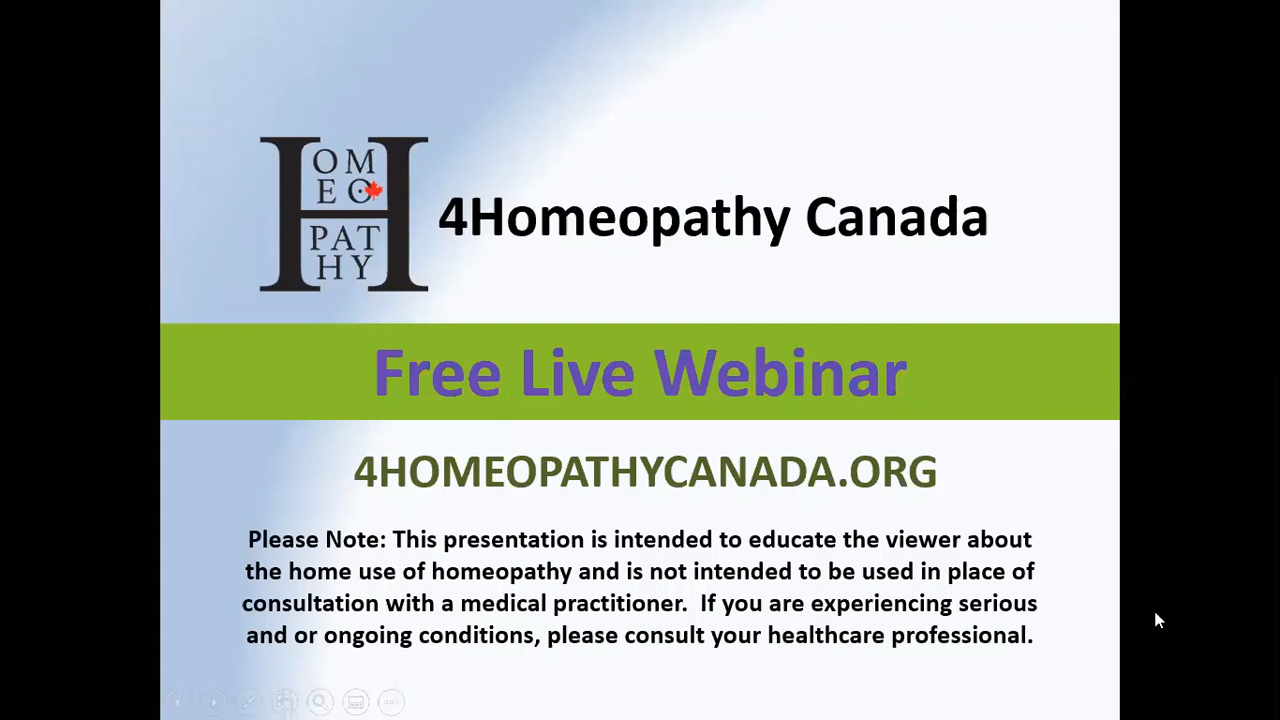 OM
EO
PAT
HY
H
4Homeopathy Canada
Free Live Webinar
4HOMEOPATHYCANADA.ORG
Please Note: This presentation is intended to educate the viewer about
the home use of homeopathy and is not intended to be used in place of
consultation with a medical practitioner.  If you are experiencing serious
and or ongoing conditions, please consult your healthcare professional.